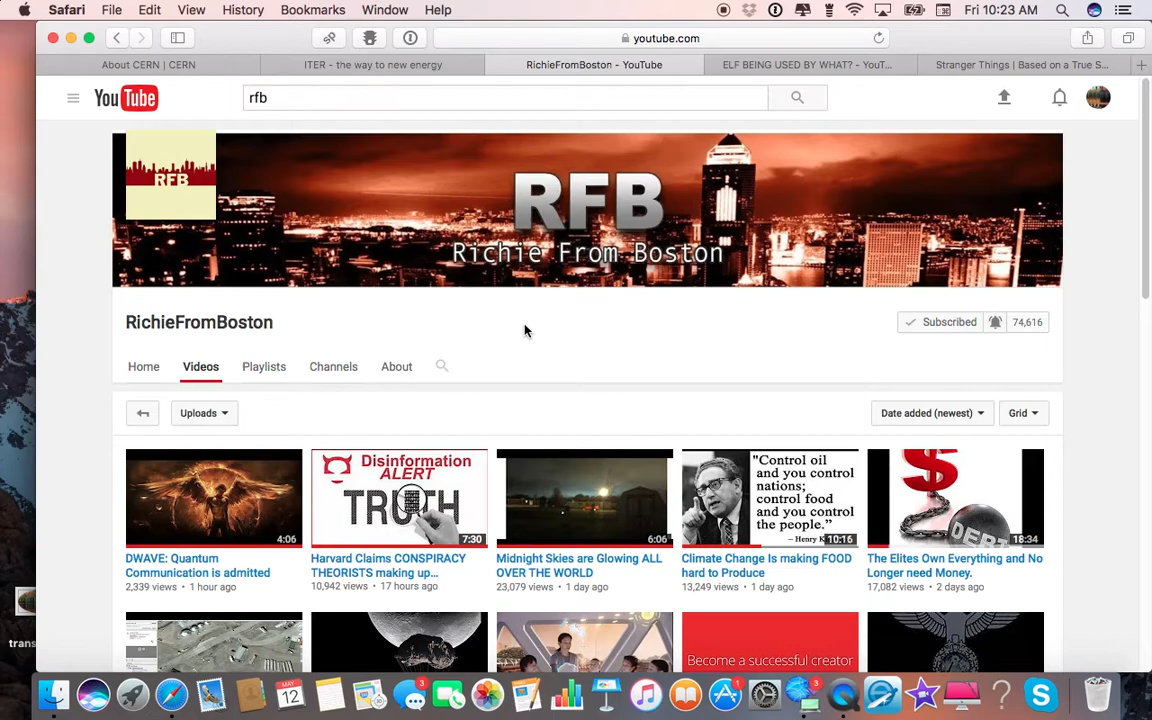 Safari File Edit View History Bookmarks Window Help Fri 10:23 AM
youtube.com
About CERN | CERN ITER - the way to new energy RichieFromBoston - YouTube ELF BEING USED BY WHAT? - YouT... Stranger Things | Based on a True S...
YouTube rfb
RFB
RFB
Richie From Boston
RichieFromBoston
Subscribed 74,616
Home Videos Playlists Channels About
Uploads Date added (newest) Grid
Disinformation
ALERT
TRUTH
"Control oil
and you control
nations;
control food
and you control
the people."
– Henry K
DEBT
4:06 7:30 6:06 10:16 18:34
DWAVE: Quantum
Communication is admitted
2,339 views • 1 hour ago
Harvard Claims CONSPIRACY
THEORISTS making up...
10,942 views • 17 hours ago
Midnight Skies are Glowing ALL
OVER THE WORLD
23,079 views • 1 day ago
Climate Change Is making FOOD
hard to Produce
13,249 views • 1 day ago
The Elites Own Everything and No
Longer need Money.
17,082 views • 2 days ago
Become a successful creator
trans
MAY
12
3
1
3